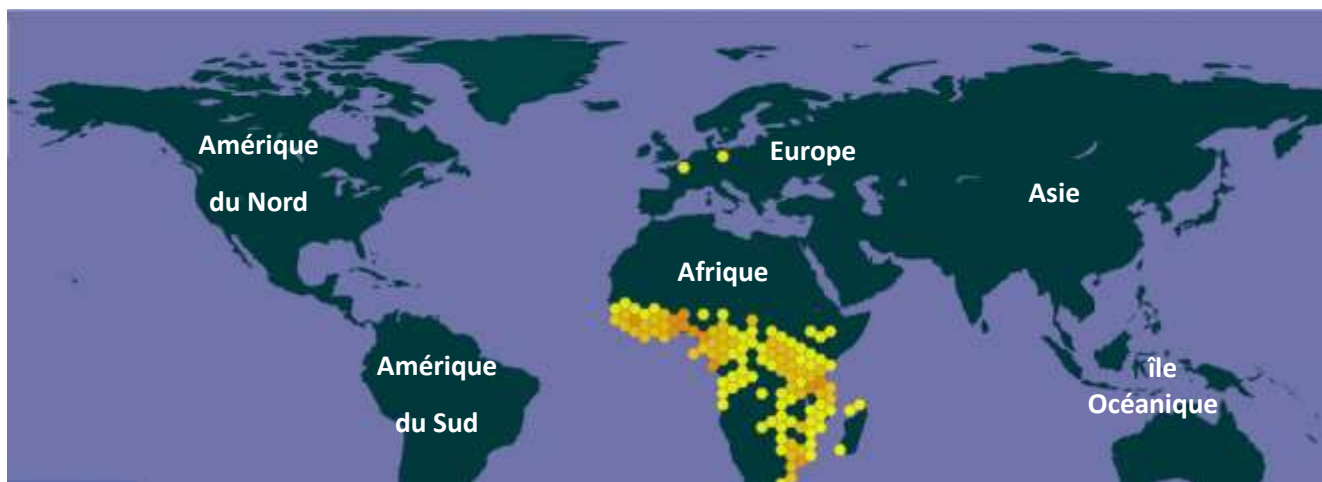 Amérique
du Nord
Europe
Asie
Afrique
Amérique
du Sud
île
Océanique